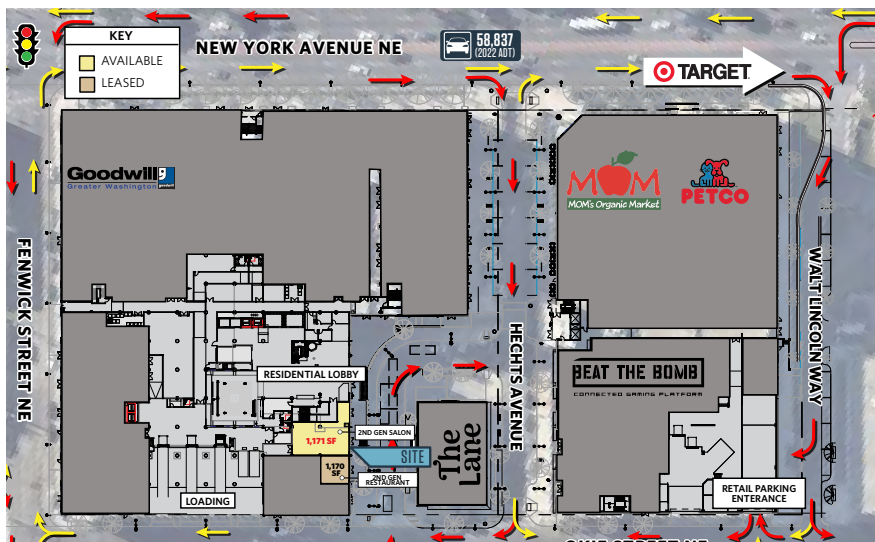 KEY
AVAILABLE
LEASED
NEW YORK AVENUE NE
58,837
(2022 ADT)
TARGET
Goodwill
Greater Washington
goodwill
MOM
MOM's Organic Market
PETCO
FENWICK STREET NE
HECHTS AVENUE
WALT LINCOLN WAY
RESIDENTIAL LOBBY
BEAT THE BOMB
CONNECTED GAMING PLATFORM
2ND GEN SALON
1,171 SF
SITE
The
Lane
1,170
SF
2ND GEN
RESTAURANT
LOADING
RETAIL PARKING
ENTERANCE